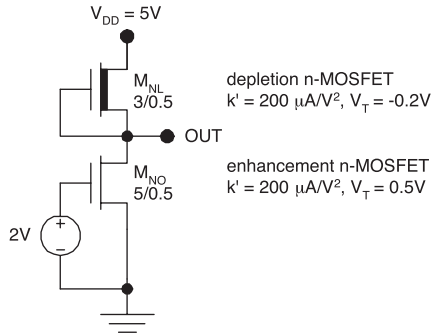 V_DD = 5V
M_NL
3/0.5
depletion n-MOSFET
k' = 200 µA/V², V_T = -0.2V
OUT
M_NO
5/0.5
enhancement n-MOSFET
k' = 200 µA/V², V_T = 0.5V
2V
+
–